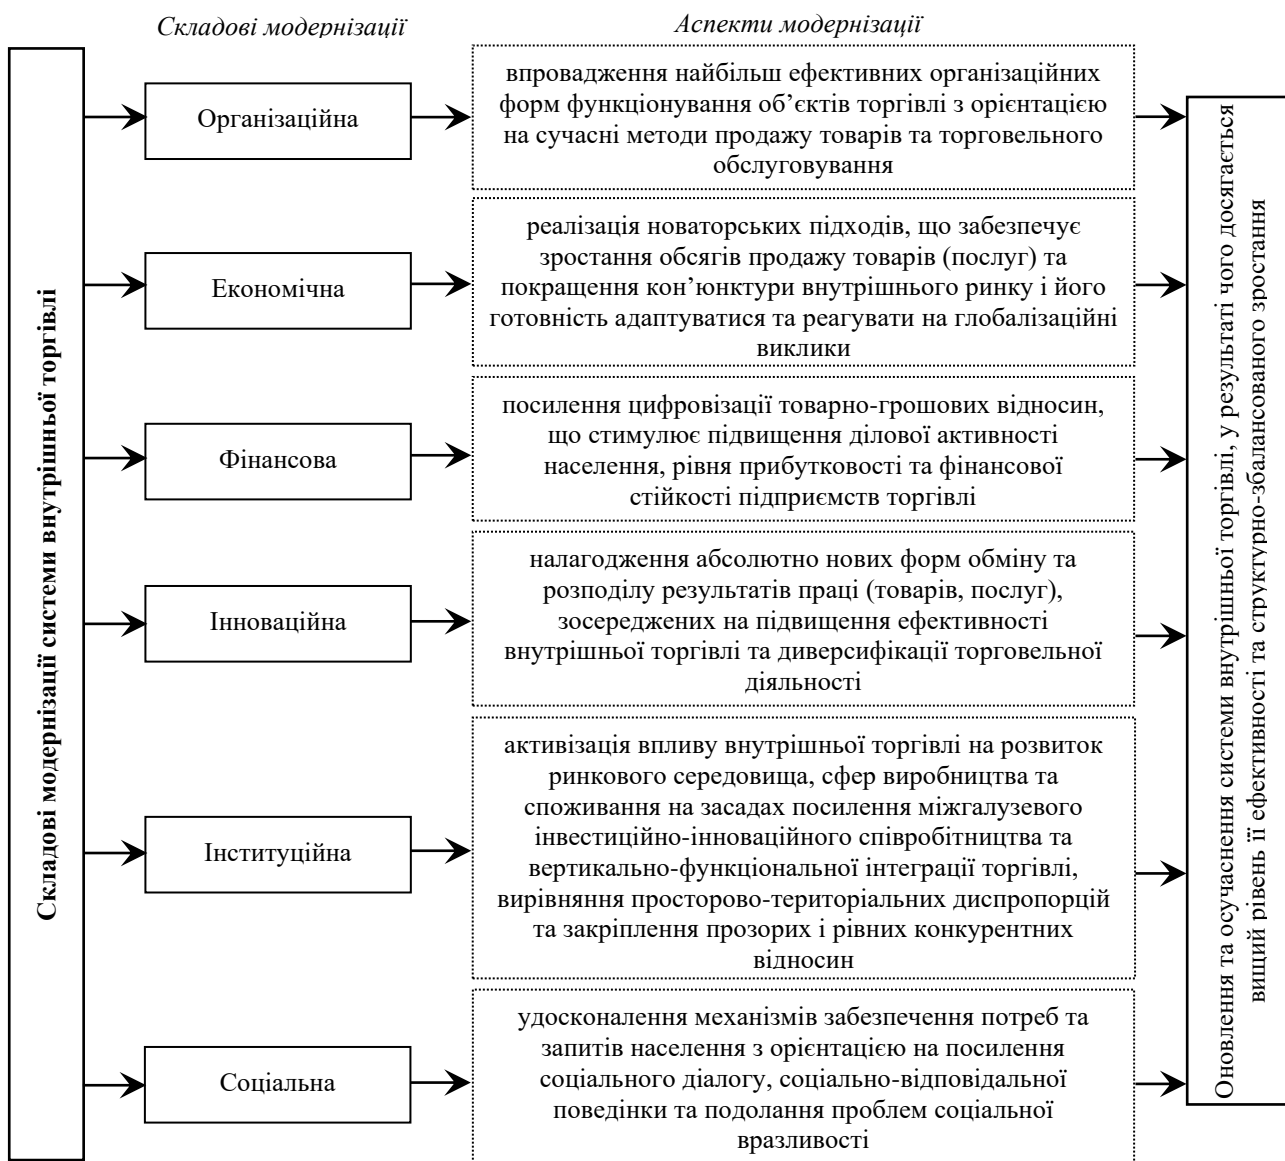 Складові модернізації
Аспекти модернізації
Складові модернізації системи внутрішньої торгівлі
Організаційна
впровадження найбільш ефективних організаційних
форм функціонування об’єктів торгівлі з орієнтацією
на сучасні методи продажу товарів та торговельного
обслуговування
Економічна
реалізація новаторських підходів, що забезпечує
зростання обсягів продажу товарів (послуг) та
покращення кон’юнктури внутрішнього ринку і його
готовність адаптуватися та реагувати на глобалізаційні
виклики
Фінансова
посилення цифровізації товарно-грошових відносин,
що стимулює підвищення ділової активності
населення, рівня прибутковості та фінансової
стійкості підприємств торгівлі
Інноваційна
налагодження абсолютно нових форм обміну та
розподілу результатів праці (товарів, послуг),
зосереджених на підвищення ефективності
внутрішньої торгівлі та диверсифікації торговельної
діяльності
Інституційна
активізація впливу внутрішньої торгівлі на розвиток
ринкового середовища, сфер виробництва та
споживання на засадах посилення міжгалузевого
інвестиційно-інноваційного співробітництва та
вертикально-функціональної інтеграції торгівлі,
вирівняння просторово-територіальних диспропорцій
та закріплення прозорих і рівних конкурентних
відносин
Соціальна
удосконалення механізмів забезпечення потреб та
запитів населення з орієнтацією на посилення
соціального діалогу, соціально-відповідальної
поведінки та подолання проблем соціальної
вразливості
Оновлення та осучаснення системи внутрішньої торгівлі, у результаті чого досягається
вищий рівень її ефективності та структурно-збалансованого зростання